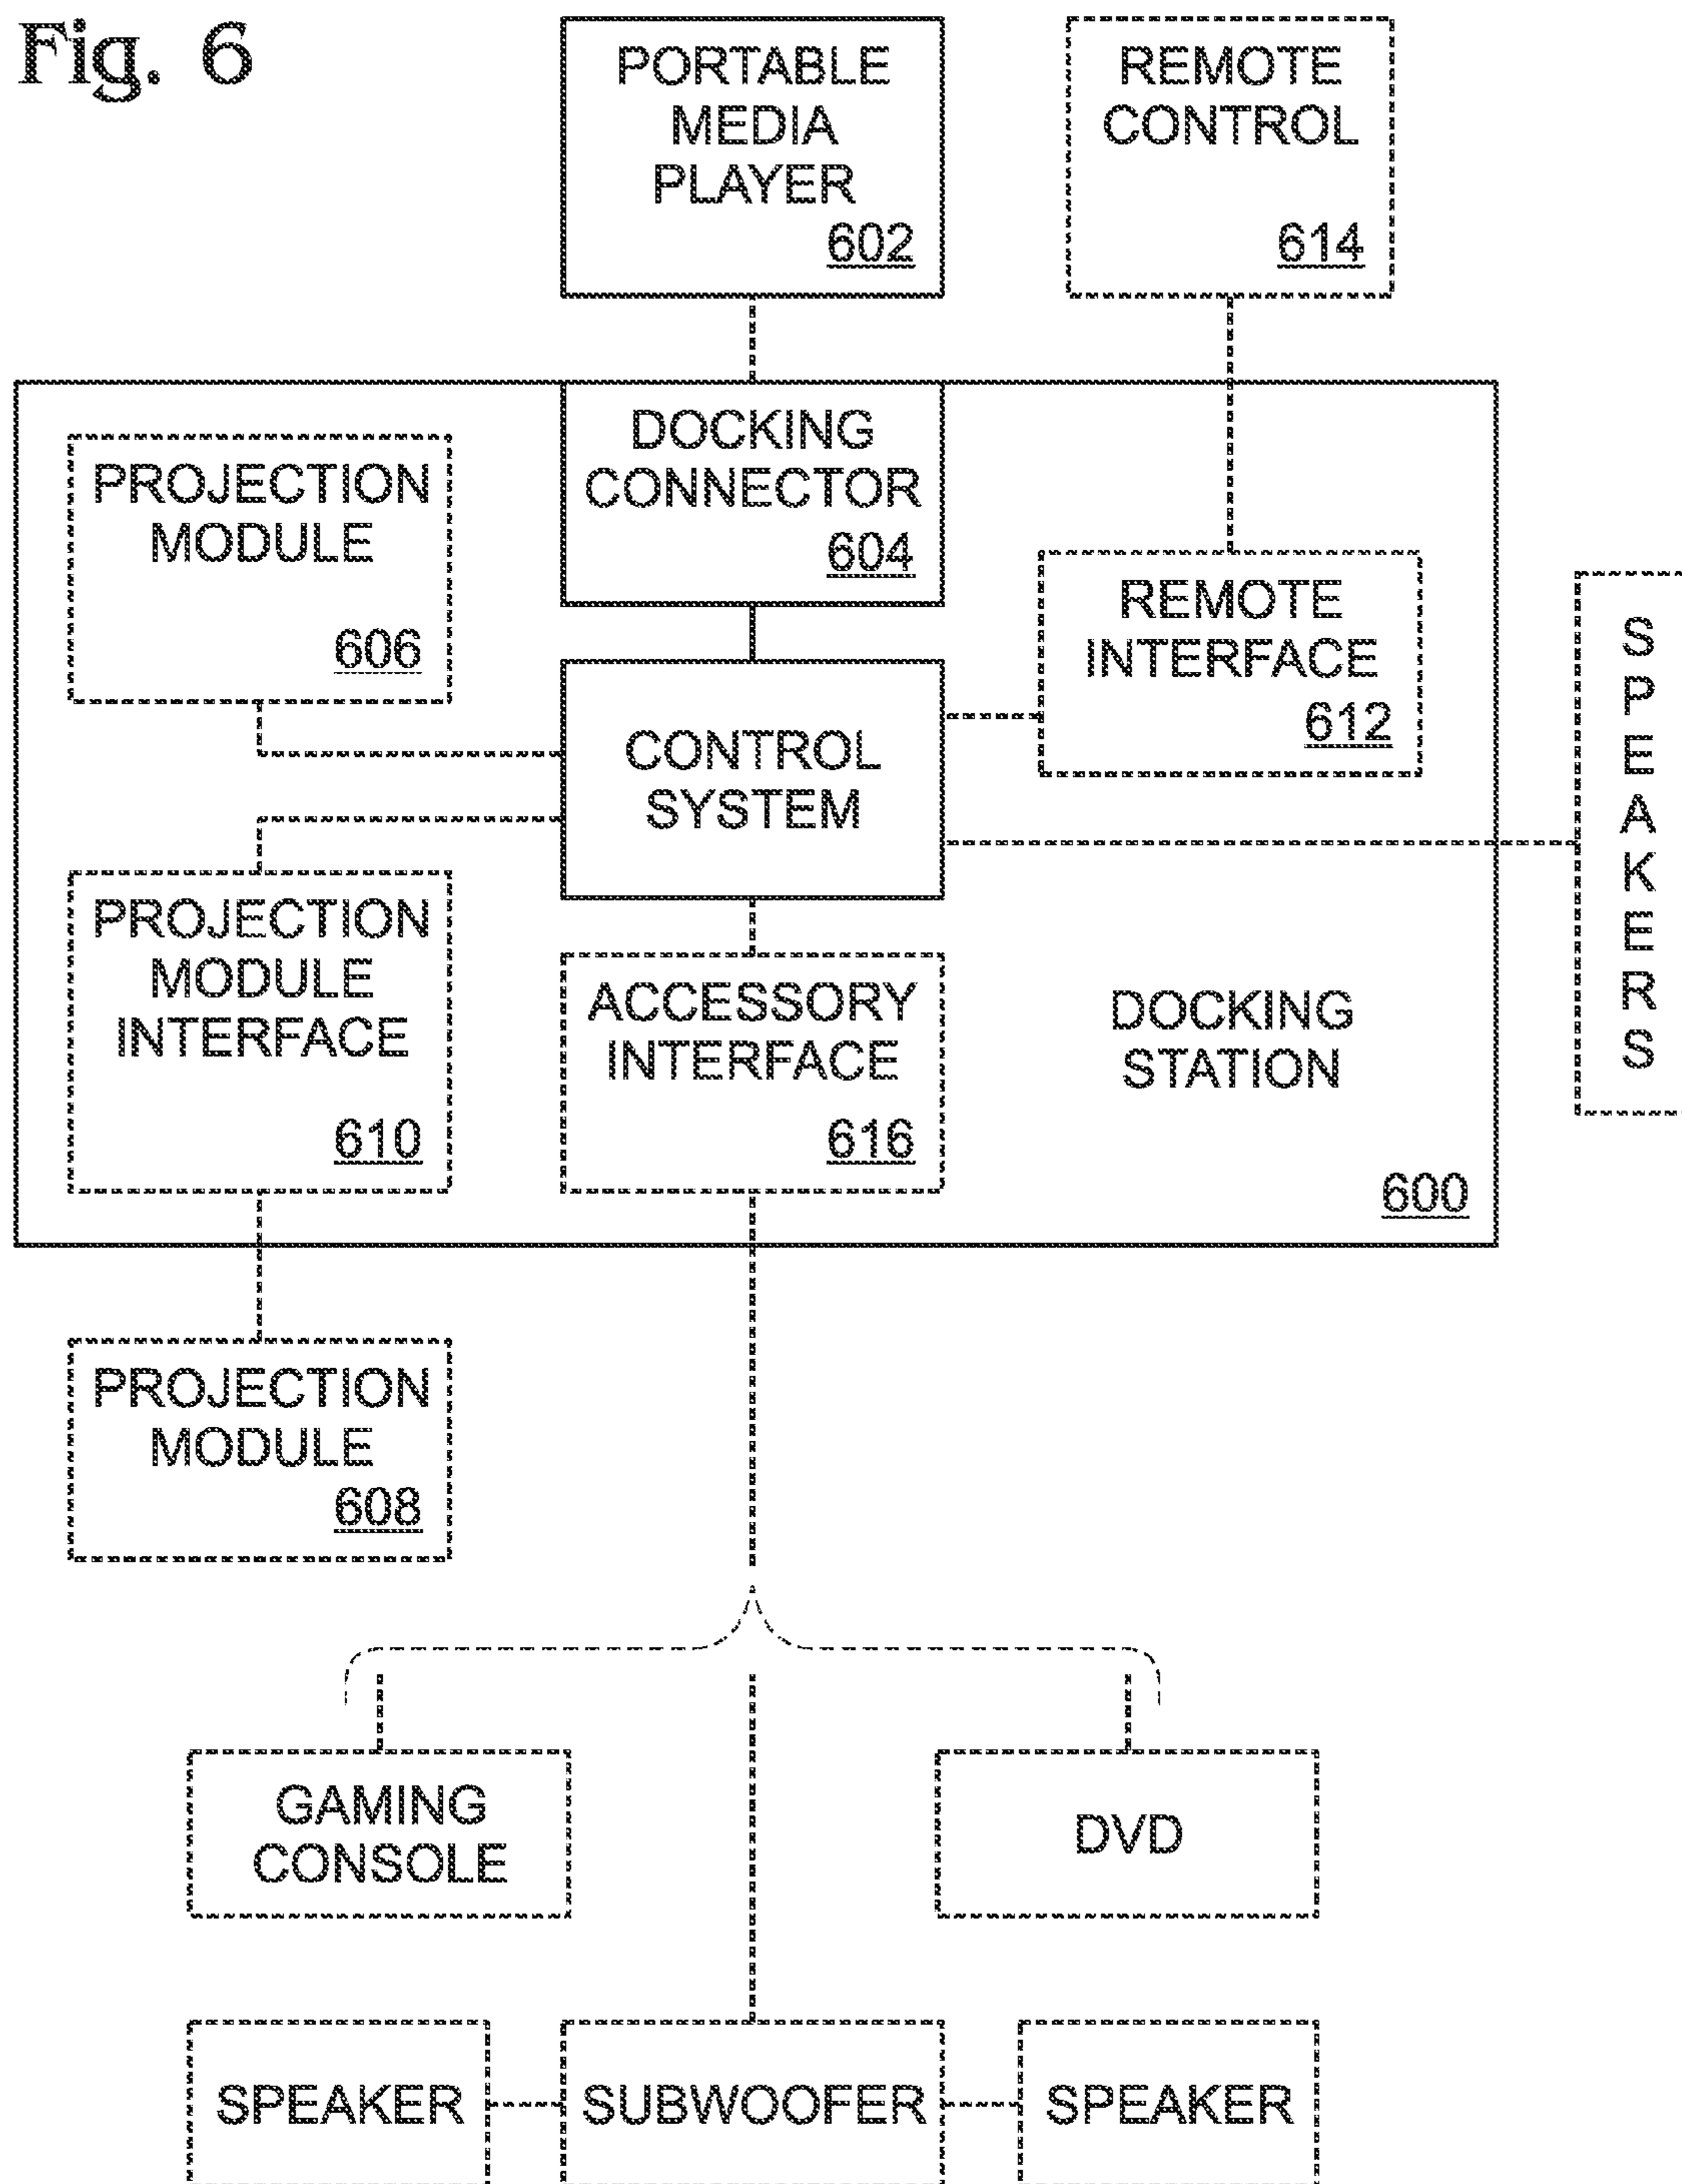 Fig. 6
PORTABLE
MEDIA
PLAYER
602
REMOTE
CONTROL
614
DOCKING
CONNECTOR
604
PROJECTION
MODULE
606
REMOTE
INTERFACE
612
CONTROL
SYSTEM
SPEAKERS
PROJECTION
MODULE
INTERFACE
610
ACCESSORY
INTERFACE
616
DOCKING
STATION
600
PROJECTION
MODULE
608
GAMING
CONSOLE
DVD
SPEAKER
SUBWOOFER
SPEAKER